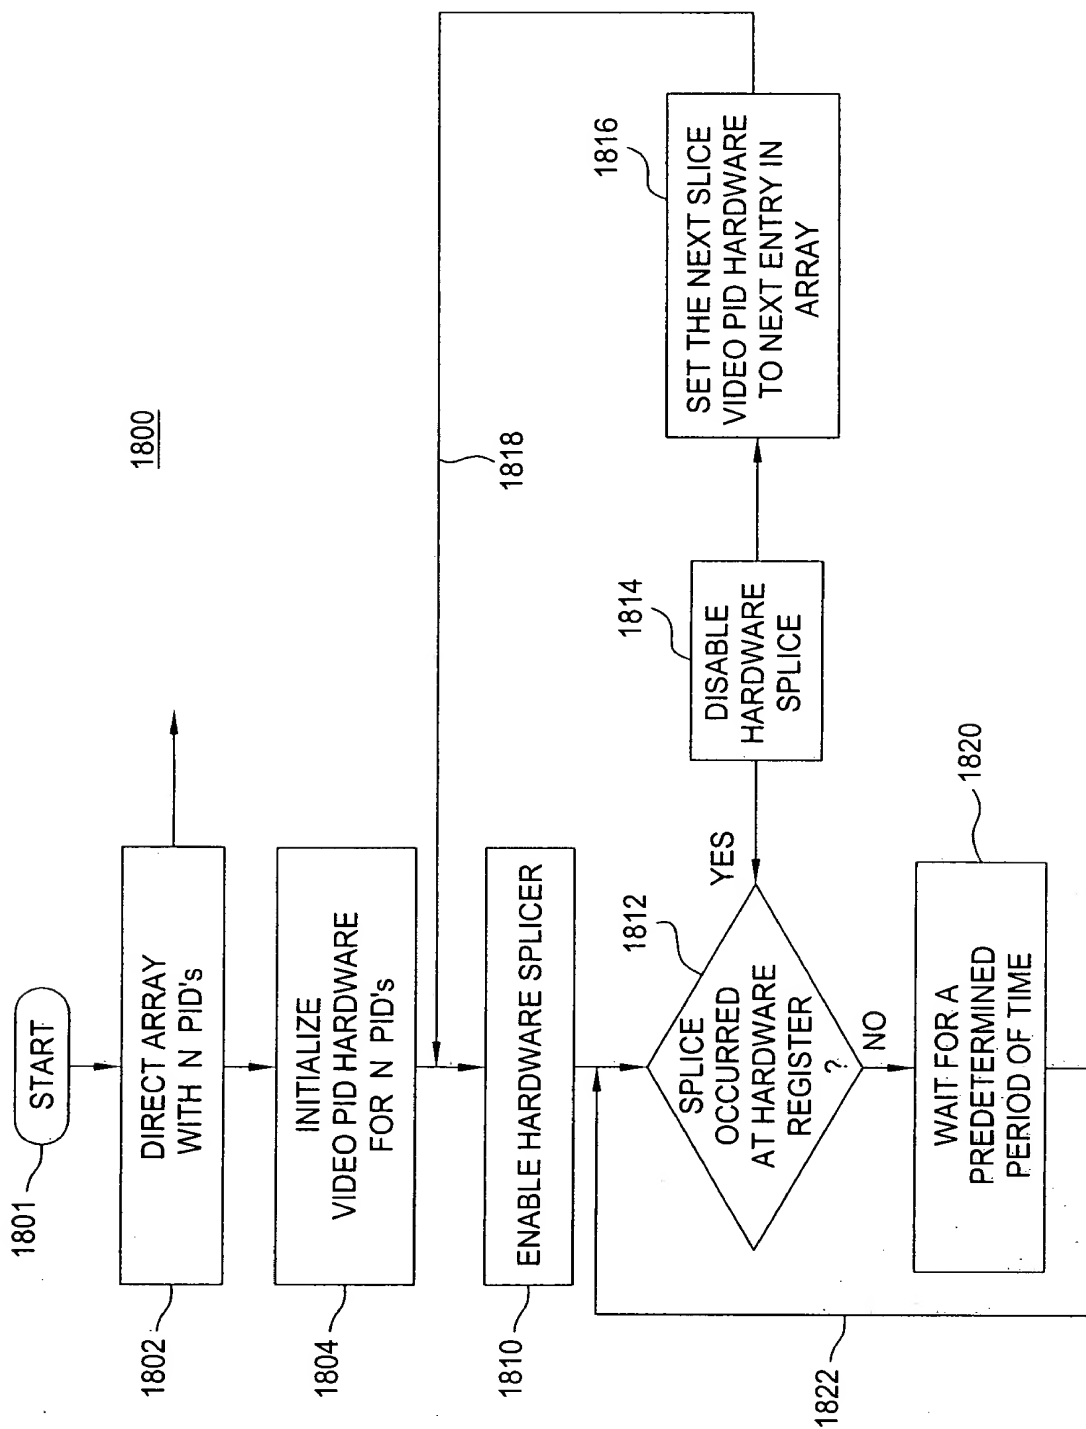 1800
START
1801
DIRECT ARRAY
WITH N PID's
1802
INITIALIZE
VIDEO PID HARDWARE
FOR N PID's
1804
1818
ENABLE HARDWARE SPLICER
1810
SPLICE
OCCURRED
AT HARDWARE
REGISTER
?
1812
YES
NO
DISABLE
HARDWARE
SPLICE
1814
SET THE NEXT SLICE
VIDEO PID HARDWARE
TO NEXT ENTRY IN
ARRAY
1816
WAIT FOR A
PREDETERMINED
PERIOD OF TIME
1820
1822